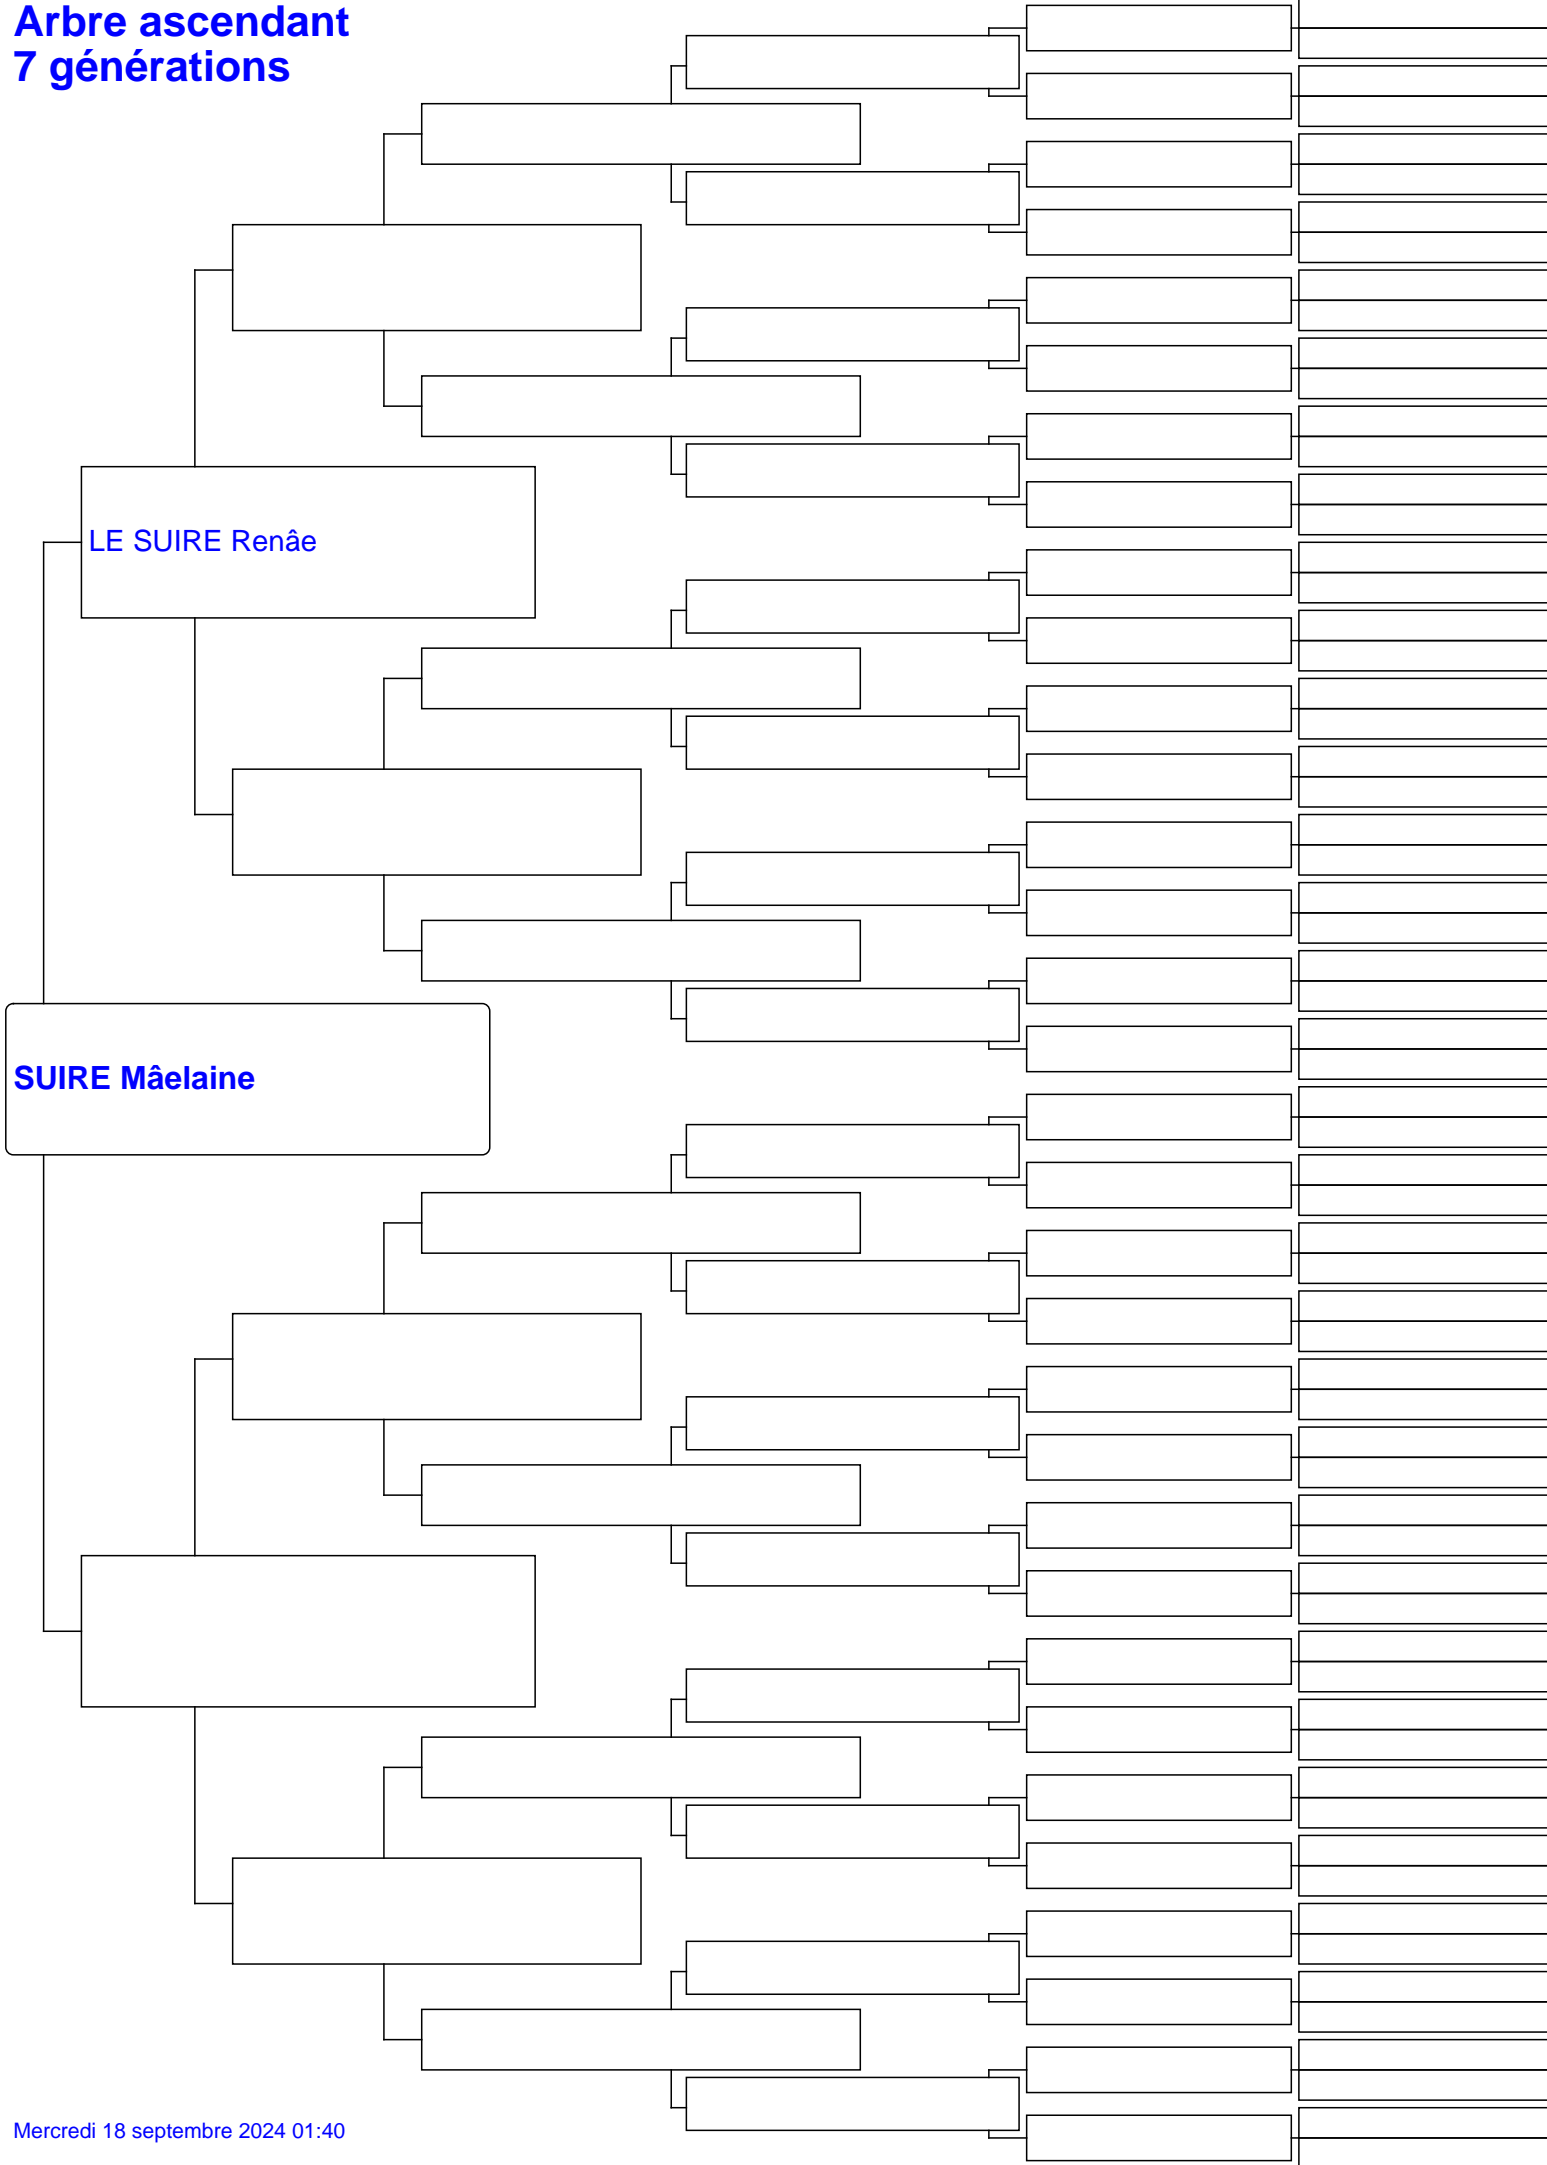 Arbre ascendant
7 générations
LE SUIRE Renâe
SUIRE Mâelaine
Mercredi 18 septembre 2024 01:40